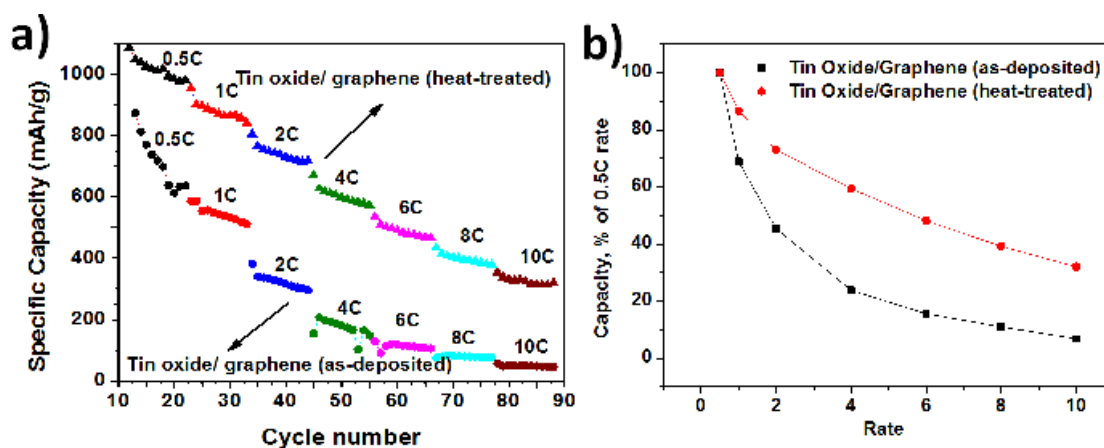 a)
Specific Capacity (mAh/g)
1000
800
600
400
200
0
10 20 30 40 50 60 70 80 90
Cycle number
0.5C
1C
2C
4C
6C
8C
10C
Tin oxide/ graphene (heat-treated)
0.5C
1C
2C
4C
6C
8C
10C
Tin oxide/ graphene (as-deposited)
b)
Capacity, % of 0.5C rate
100
80
60
40
20
0
0 2 4 6 8 10
Rate
Tin Oxide/Graphene (as-deposited)
Tin Oxide/Graphene (heat-treated)